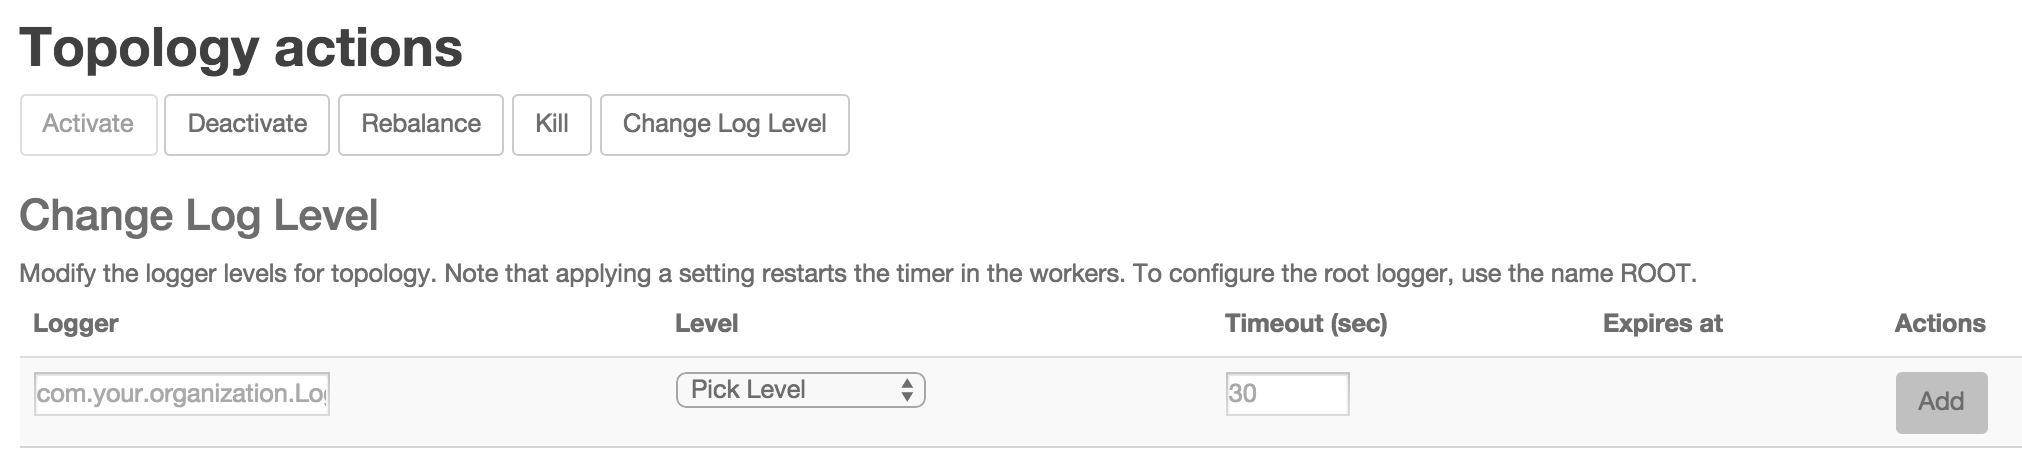 Topology actions
Activate Deactivate Rebalance Kill Change Log Level
Change Log Level
Modify the logger levels for topology. Note that applying a setting restarts the timer in the workers. To configure the root logger, use the name ROOT.
Logger Level Timeout (sec) Expires at Actions
com.your.organization.Log Pick Level 30 Add